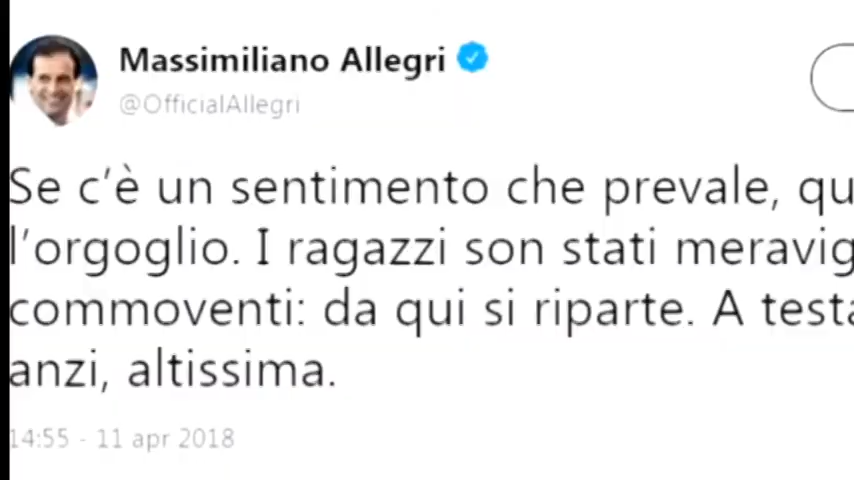 Massimiliano Allegri
@OfficialAllegri
Se c'è un sentimento che prevale, qu
l'orgoglio. I ragazzi son stati meravig
commoventi: da qui si riparte. A testa
anzi, altissima.
14:55 - 11 apr 2018